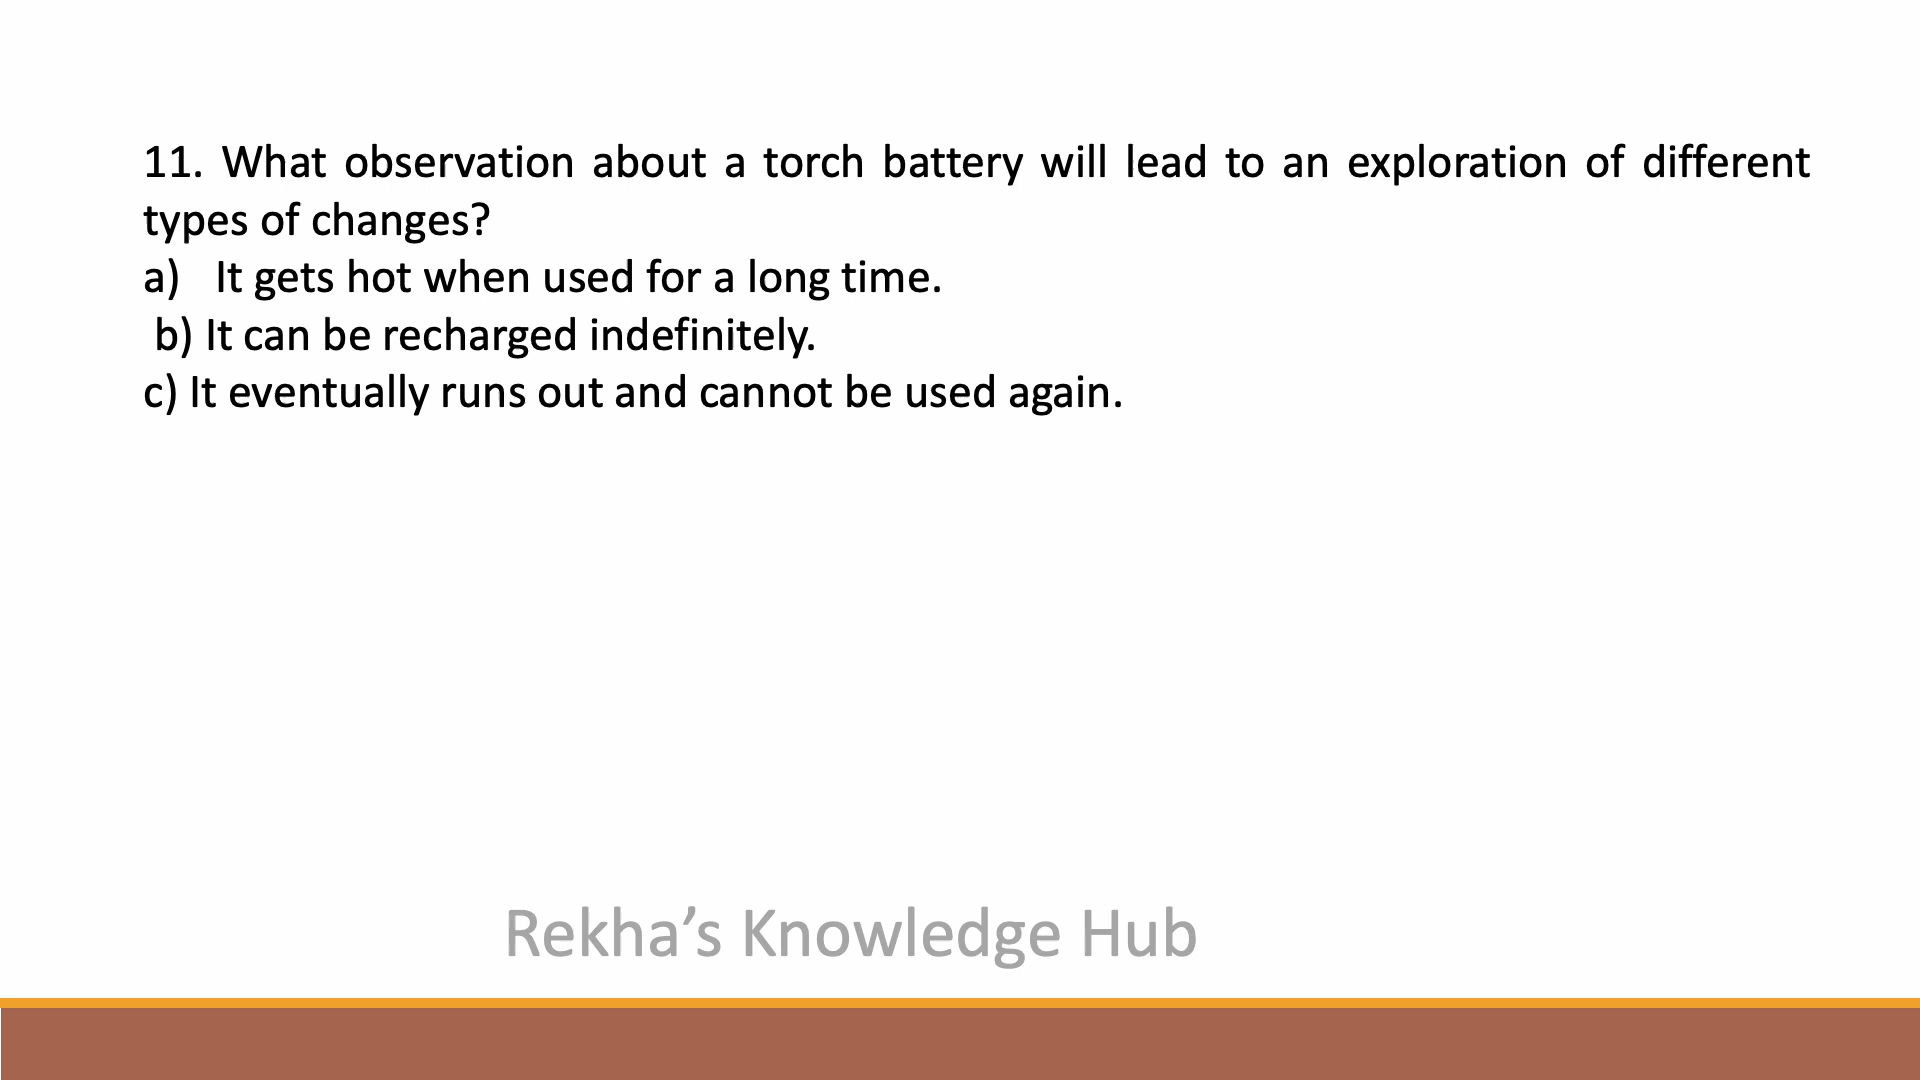 11. What observation about a torch battery will lead to an exploration of different
types of changes?
a) It gets hot when used for a long time.
b) It can be recharged indefinitely.
c) It eventually runs out and cannot be used again.
Rekha’s Knowledge Hub